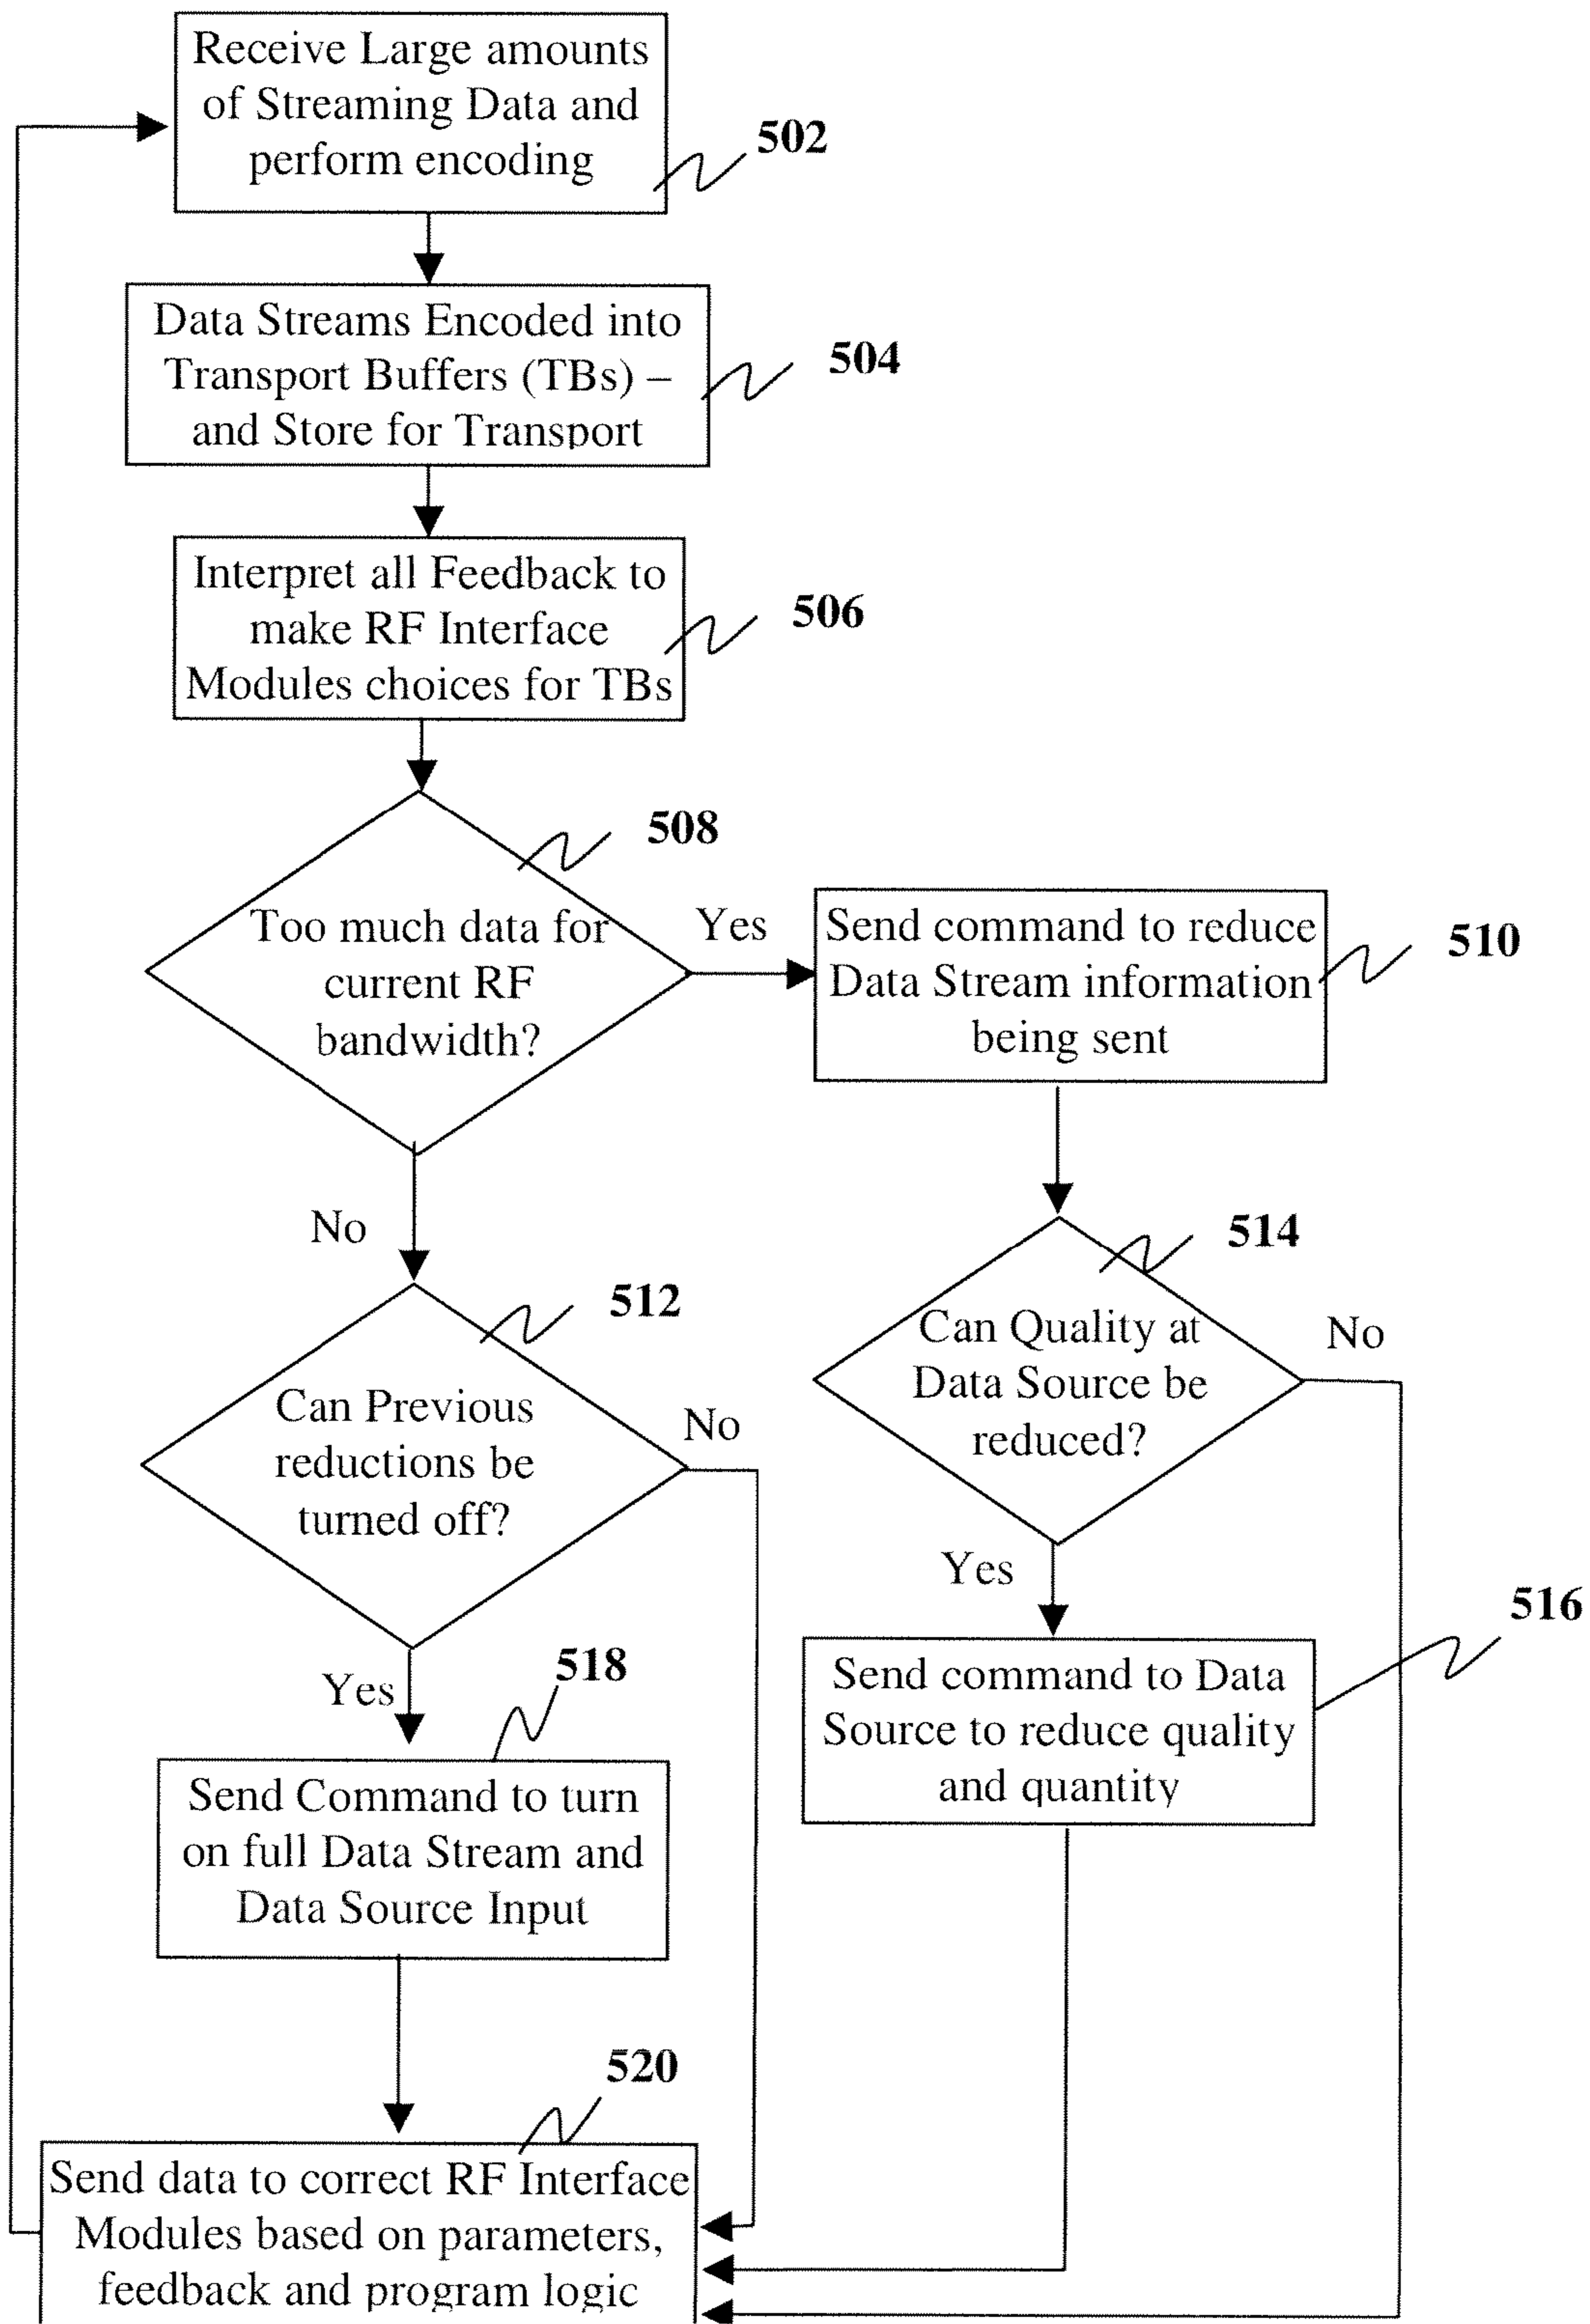 Receive Large amounts
of Streaming Data and
perform encoding
502
Data Streams Encoded into
Transport Buffers (TBs) –
and Store for Transport
504
Interpret all Feedback to
make RF Interface
Modules choices for TBs
506
508
Too much data for
current RF
bandwidth?
Yes
Send command to reduce
Data Stream information
being sent
510
No
514
Can Quality at
Data Source be
reduced?
No
512
Can Previous
reductions be
turned off?
No
Yes
516
Send command to Data
Source to reduce quality
and quantity
Yes
518
Send Command to turn
on full Data Stream and
Data Source Input
520
Send data to correct RF Interface
Modules based on parameters,
feedback and program logic